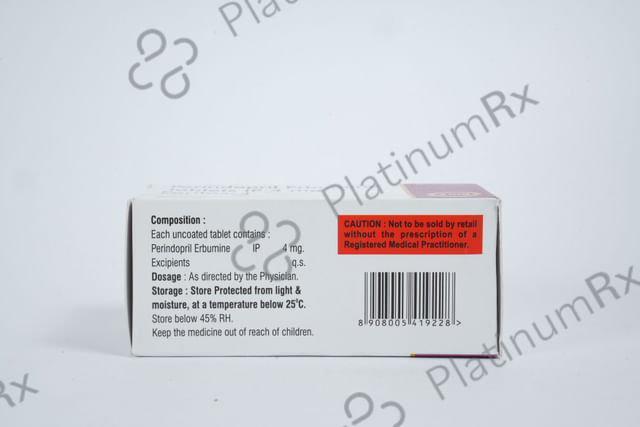 PlatinumRx
PlatinumRx
Composition :
Each uncoated tablet contains :
Perindopril Erbumine IP 4 mg.
Excipients q.s.
Dosage : As directed by the Physician.
Storage : Store Protected from light &
moisture, at a temperature below 25°C.
Store below 45% RH.
Keep the medicine out of reach of children.
CAUTION : Not to be sold by retail
without the prescription of a
Registered Medical Practitioner.
8 908005 419228 >
PlatinumRx